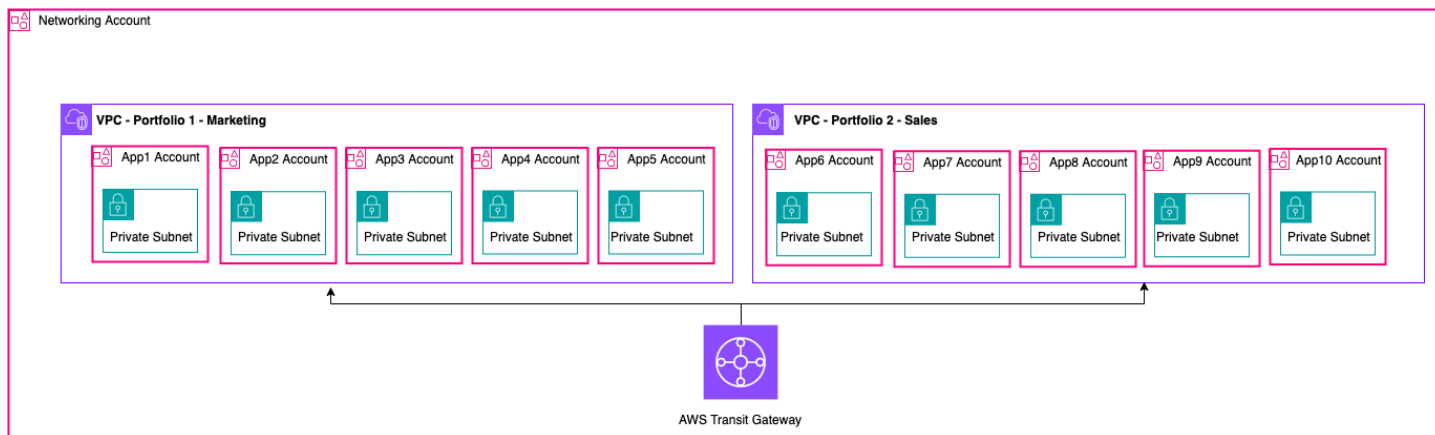 Networking Account
VPC - Portfolio 1 - Marketing
App1 Account
App2 Account
App3 Account
App4 Account
App5 Account
Private Subnet
Private Subnet
Private Subnet
Private Subnet
Private Subnet
VPC - Portfolio 2 - Sales
App6 Account
App7 Account
App8 Account
App9 Account
App10 Account
Private Subnet
Private Subnet
Private Subnet
Private Subnet
Private Subnet
AWS Transit Gateway